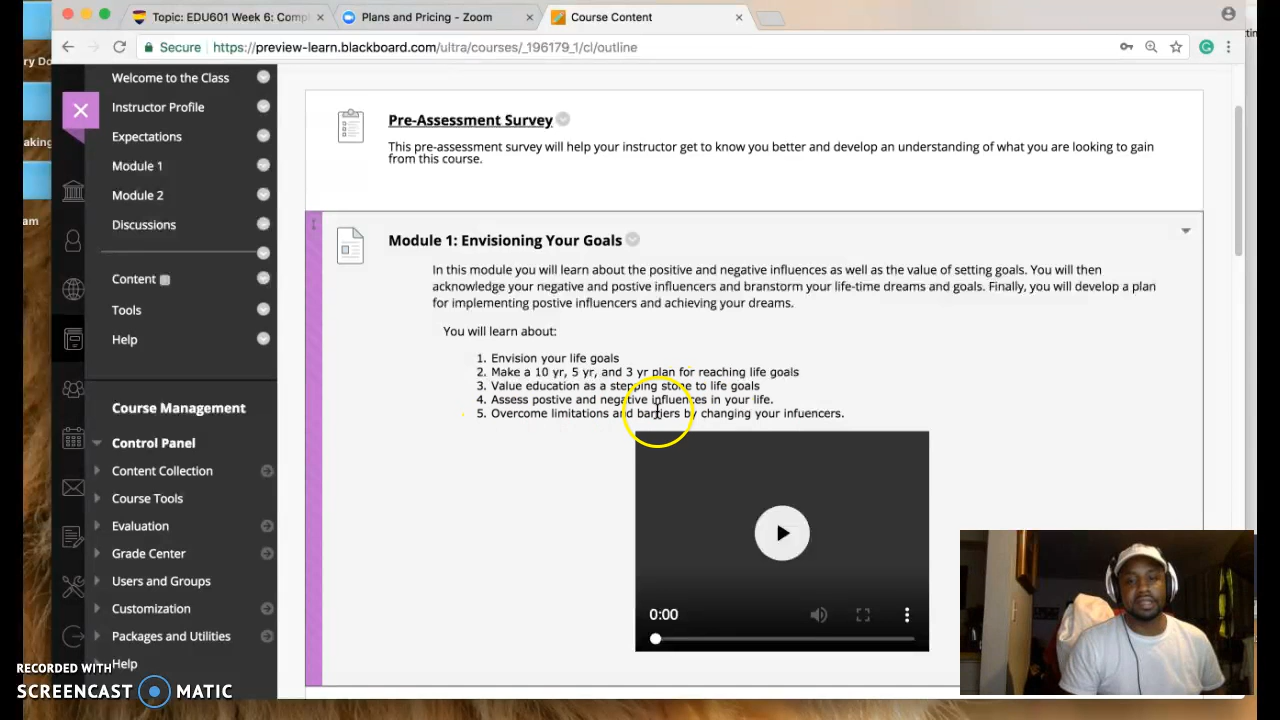 Topic: EDU601 Week 6: Comp
Plans and Pricing - Zoom
Course Content
Secure
https://preview-learn.blackboard.com/ultra/courses/_196179_1/cl/outline
ry Do
aking
am
Welcome to the Class
Instructor Profile
Expectations
Module 1
Module 2
Discussions
Content
Tools
Help
Course Management
Control Panel
Content Collection
Course Tools
Evaluation
Grade Center
Users and Groups
Customization
Packages and Utilities
Help
Pre-Assessment Survey
This pre-assessment survey will help your instructor get to know you better and develop an understanding of what you are looking to gain
from this course.
Module 1: Envisioning Your Goals
In this module you will learn about the positive and negative influences as well as the value of setting goals. You will then
acknowledge your negative and postive influencers and branstorm your life-time dreams and goals. Finally, you will develop a plan
for implementing postive influencers and achieving your dreams.
You will learn about:
1. Envision your life goals
2. Make a 10 yr, 5 yr, and 3 yr plan for reaching life goals
3. Value education as a stepping stone to life goals
4. Assess postive and negative influences in your life.
5. Overcome limitations and barriers by changing your infuencers.
0:00
RECORDED WITH
SCREENCAST MATIC